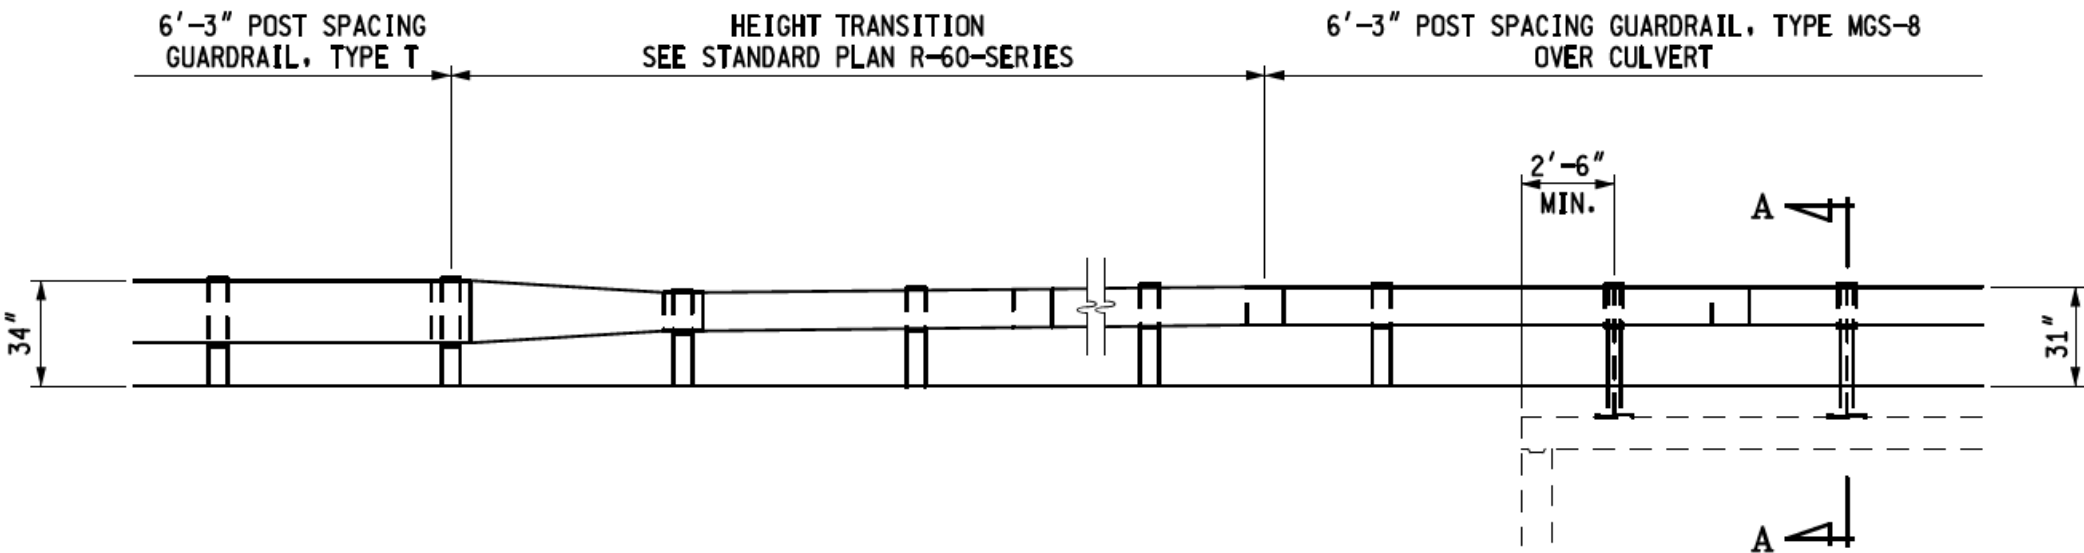 6'-3" POST SPACING
GUARDRAIL, TYPE T
HEIGHT TRANSITION
SEE STANDARD PLAN R-60-SERIES
6'-3" POST SPACING GUARDRAIL, TYPE MGS-8
OVER CULVERT
2'-6"
MIN.
A
34"
31"
A